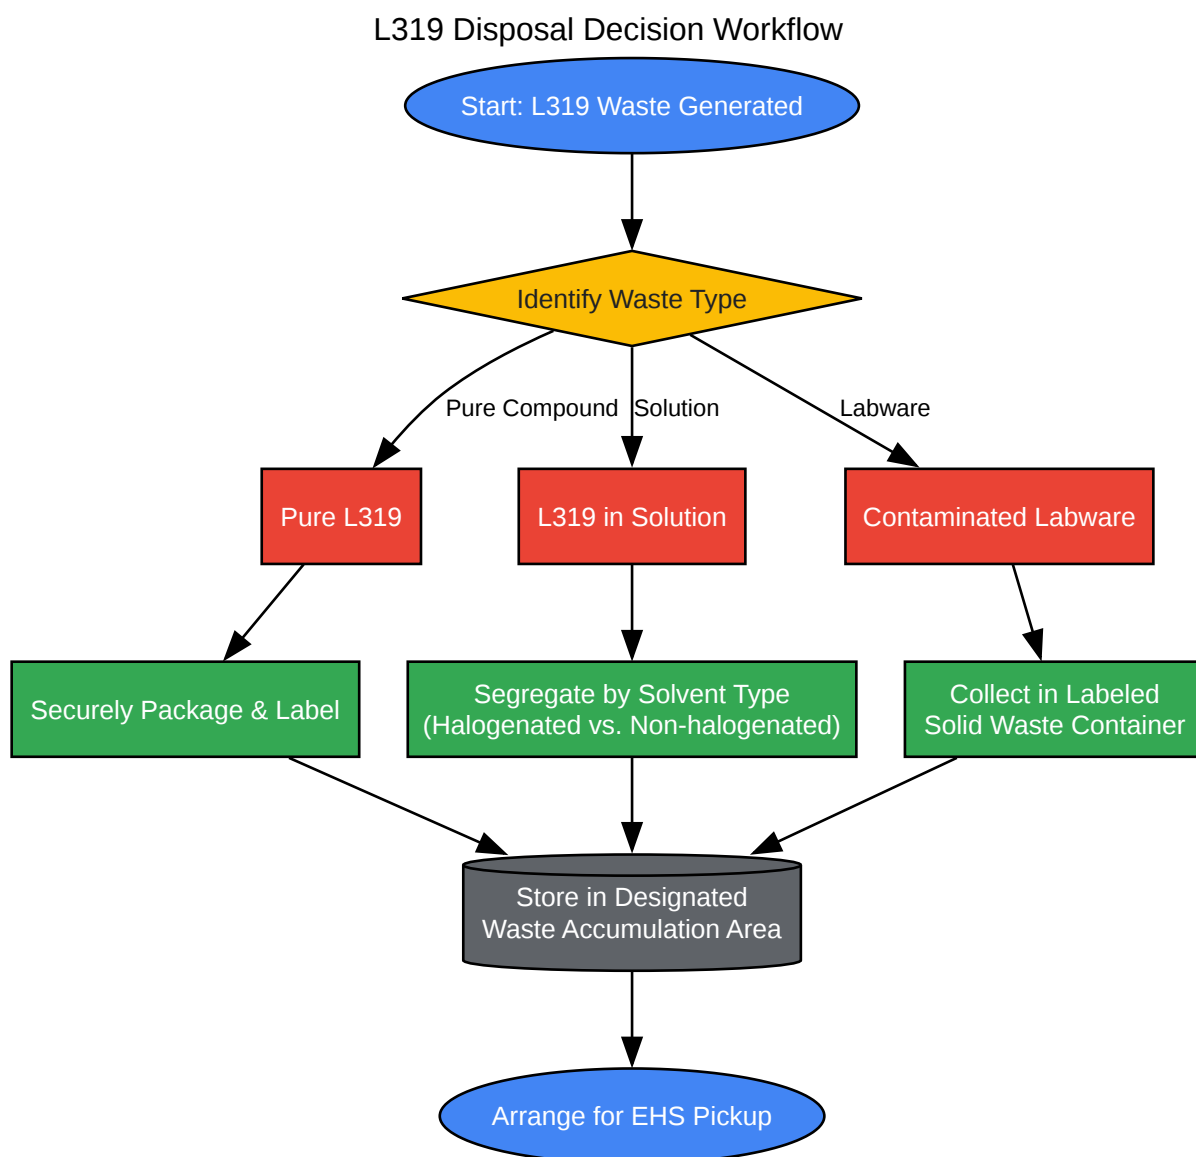 L319 Disposal Decision Workflow
Start: L319 Waste Generated
Identify Waste Type
Pure Compound
Solution
Labware
Pure L319
L319 in Solution
Contaminated Labware
Securely Package & Label
Segregate by Solvent Type
(Halogenated vs. Non-halogenated)
Collect in Labeled
Solid Waste Container
Store in Designated
Waste Accumulation Area
Arrange for EHS Pickup